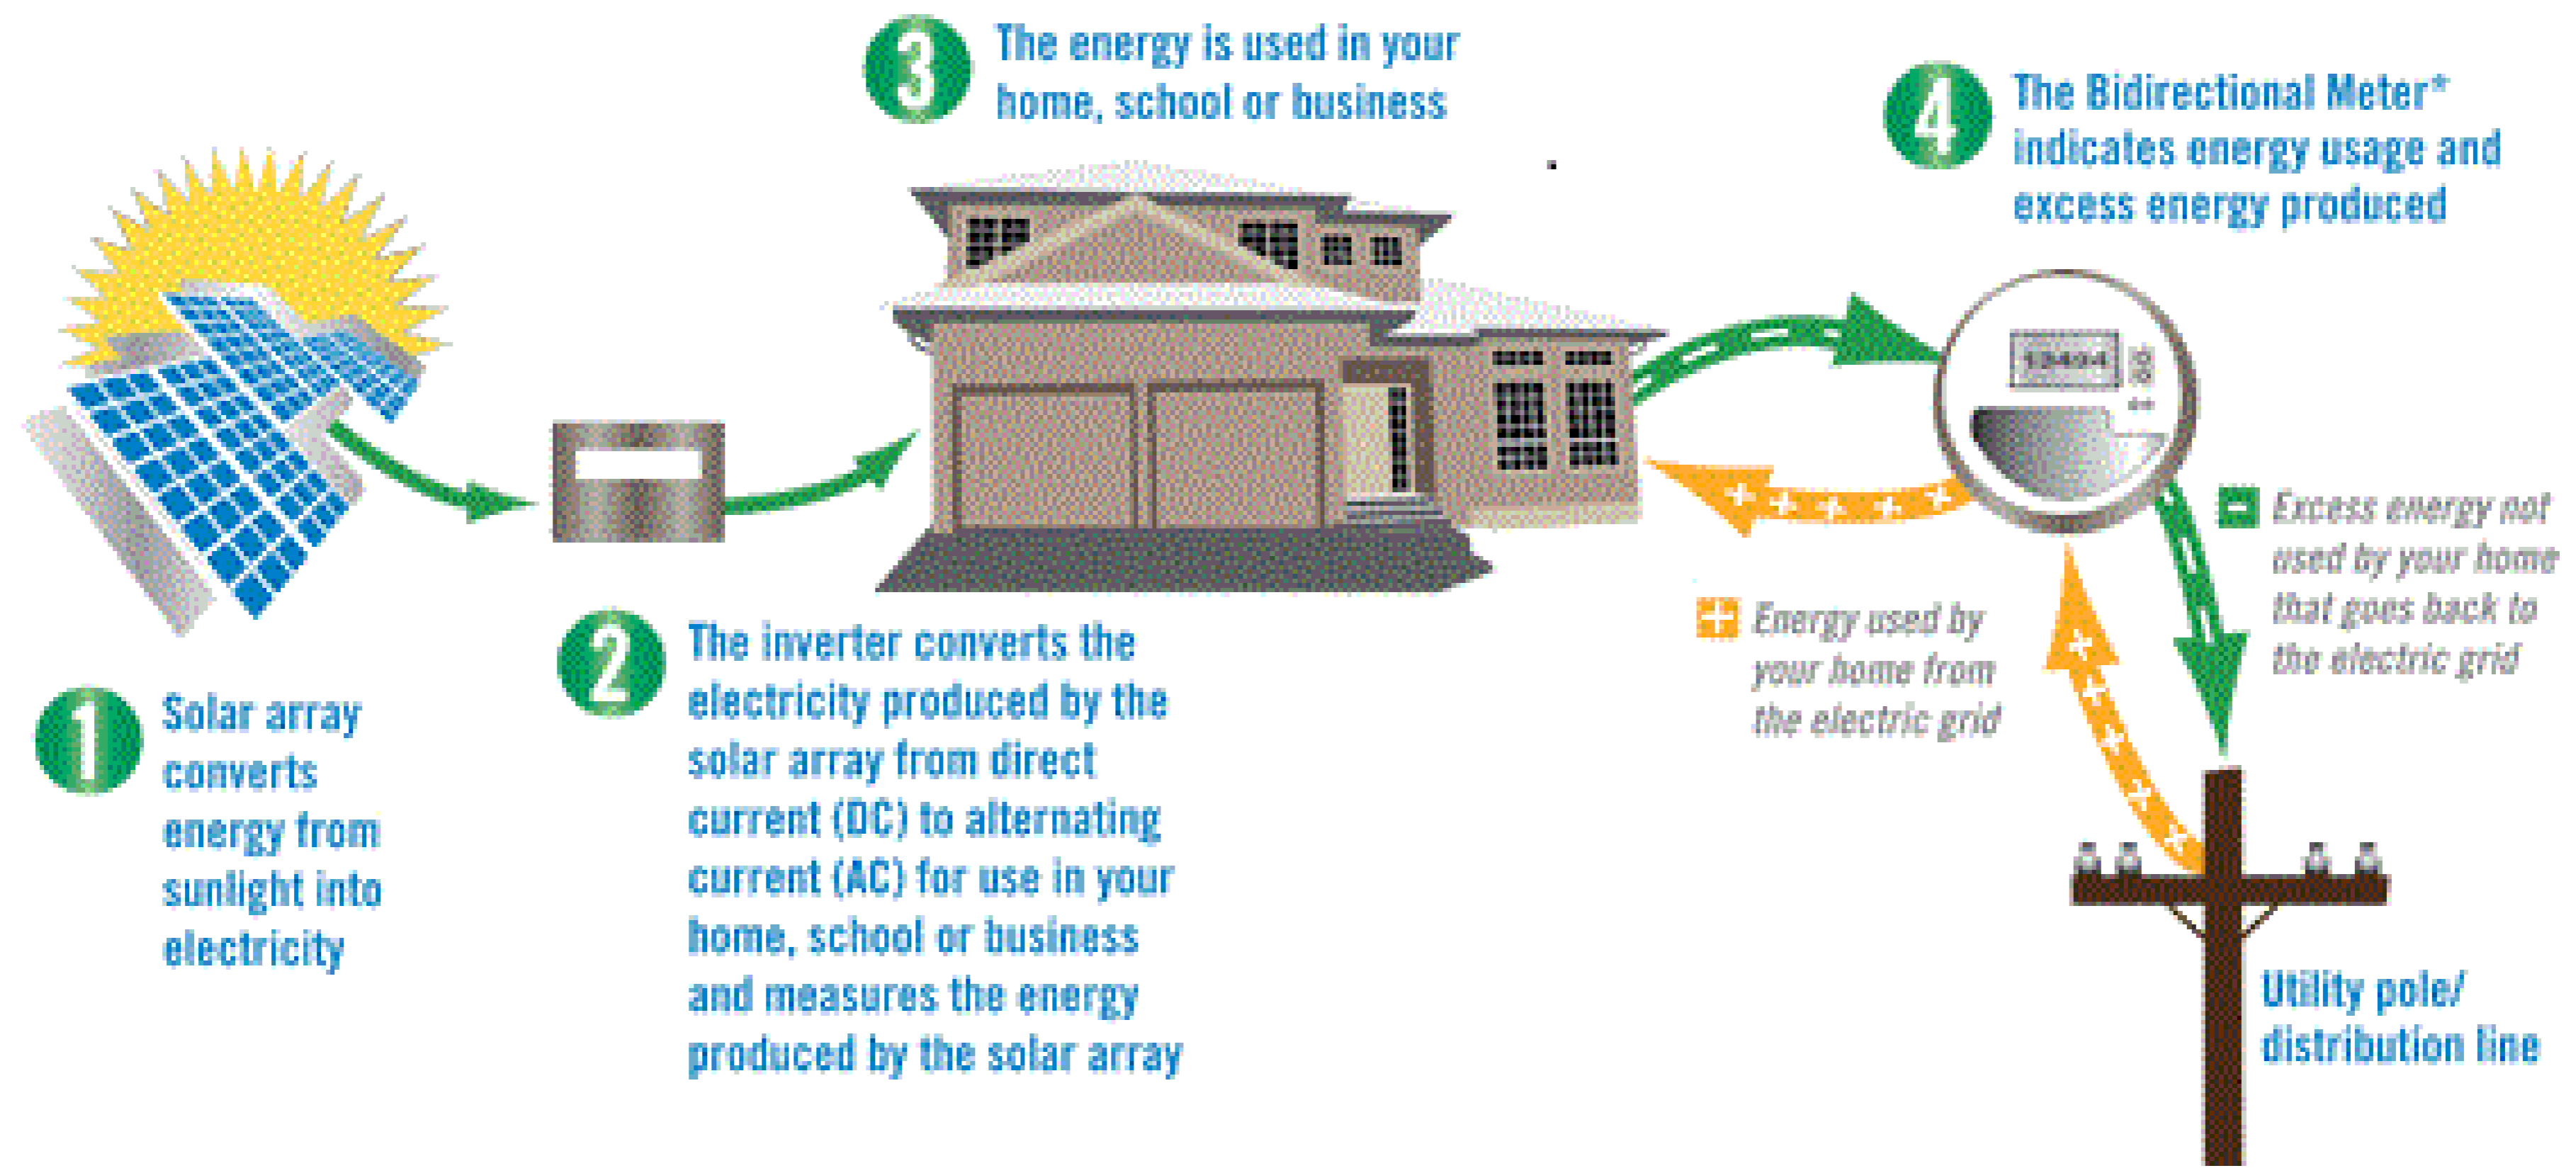 1
Solar array
converts
energy from
sunlight into
electricity
2
The inverter converts the
electricity produced by the
solar array from direct
current (DC) to alternating
current (AC) for use in your
home, school or business
and measures the energy
produced by the solar array
3
The energy is used in your
home, school or business
4
The Bidirectional Meter*
indicates energy usage and
excess energy produced
+ Energy used by
your home from
the electric grid
- Excess energy not
used by your home
that goes back to
the electric grid
Utility pole/
distribution line